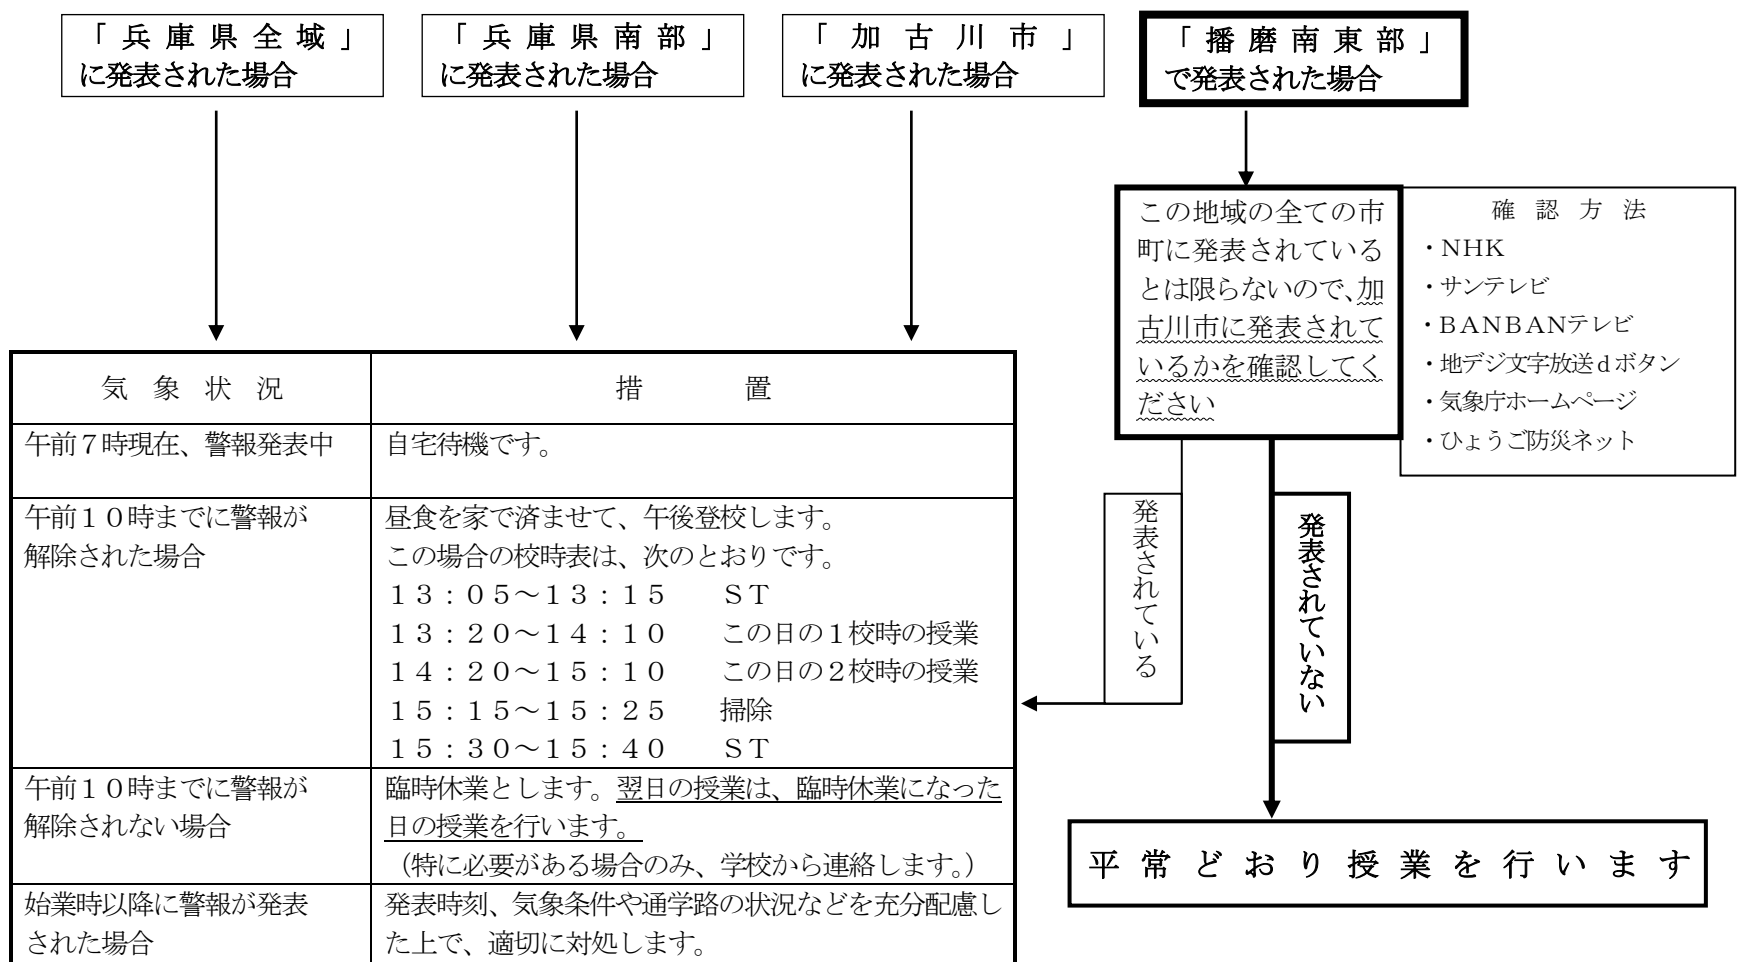 「兵庫県全域」
に発表された場合
「兵庫県南部」
に発表された場合
「加古川市」
に発表された場合
「播磨南東部」
で発表された場合
この地域の全ての市
町に発表されている
とは限らないので、加
古川市に発表されて
いるかを確認してく
ださい
確認方法
・NHK
・サンテレビ
・BANBANテレビ
・地デジ文字放送dボタン
・気象庁ホームページ
・ひょうご防災ネット
発表されている
発表されていない
平常どおり授業を行います
気象状況
措置
午前7時現在、警報発表中
自宅待機です。
午前10時までに警報が
解除された場合
昼食を家で済ませて、午後登校します。
この場合の校時表は、次のとおりです。
13:05~13:15 ST
13:20~14:10 この日の1校時の授業
14:20~15:10 この日の2校時の授業
15:15~15:25 掃除
15:30~15:40 ST
午前10時までに警報が
解除されない場合
臨時休業とします。翌日の授業は、臨時休業になった
日の授業を行います。
(特に必要がある場合のみ、学校から連絡します。)
始業時以降に警報が発表
された場合
発表時刻、気象条件や通学路の状況などを充分配慮し
た上で、適切に対処します。